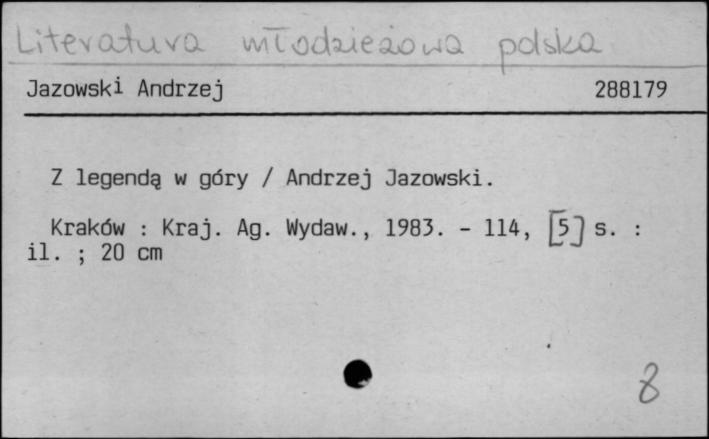 Literatura młodzieżowa polska
Jazowski Andrzej 288179
Z legendą w góry / Andrzej Jazowski.
Kraków : Kraj. Ag. Wydaw., 1983. - 114, [5] s. :
il. ; 20 cm
8